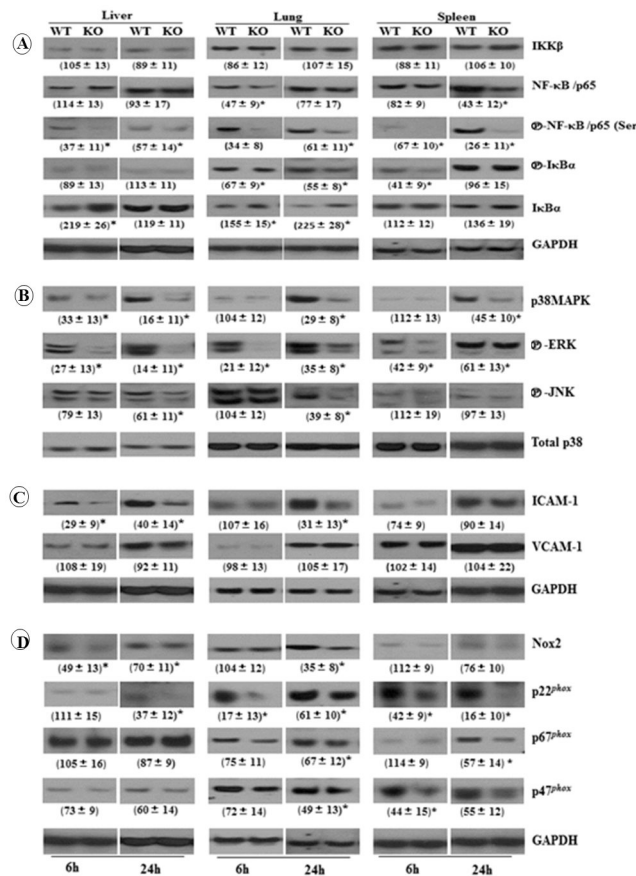 Liver Lung Spleen
WT KO WT KO WT KO WT KO WT KO WT KO
A
IKKβ
(105 ± 13) (89 ± 11) (86 ± 12) (107 ± 15) (88 ± 11) (106 ± 10)
NF-κB/p65
(114 ± 13) (93 ± 17) (47 ± 9)* (77 ± 17) (82 ± 9) (43 ± 12)*
Ⓟ-NF-κB/p65 (Ser
(37 ± 11)* (57 ± 14)* (34 ± 8) (61 ± 11)* (67 ± 10)* (26 ± 11)*
Ⓟ-IκBα
(89 ± 13) (113 ± 11) (67 ± 9)* (55 ± 8)* (41 ± 9)* (96 ± 15)
IκBα
(219 ± 26)* (119 ± 11) (155 ± 15)* (225 ± 28)* (112 ± 12) (136 ± 19)
GAPDH
B
p38MAPK
(33 ± 13)* (16 ± 11)* (104 ± 12) (29 ± 8)* (112 ± 13) (45 ± 10)*
Ⓟ-ERK
(27 ± 13)* (14 ± 11)* (21 ± 12)* (35 ± 8)* (42 ± 9)* (61 ± 13)*
Ⓟ-JNK
(79 ± 13) (61 ± 11)* (104 ± 12) (39 ± 8)* (112 ± 19) (97 ± 13)
Total p38
C
ICAM-1
(29 ± 9)* (40 ± 14)* (107 ± 16) (31 ± 13)* (74 ± 9) (90 ± 14)
VCAM-1
(108 ± 19) (92 ± 11) (98 ± 13) (105 ± 17) (102 ± 14) (104 ± 22)
GAPDH
D
Nox2
(49 ± 13)* (70 ± 11)* (104 ± 12) (35 ± 8)* (112 ± 9) (76 ± 10)
p22phox
(111 ± 15) (37 ± 12)* (17 ± 13)* (61 ± 10)* (42 ± 9)* (16 ± 10)*
p67phox
(105 ± 16) (87 ± 9) (75 ± 11) (67 ± 12)* (114 ± 9) (57 ± 14)*
p47phox
(73 ± 9) (60 ± 14) (72 ± 14) (49 ± 13)* (44 ± 15)* (55 ± 12)
GAPDH
6h 24h 6h 24h 6h 24h